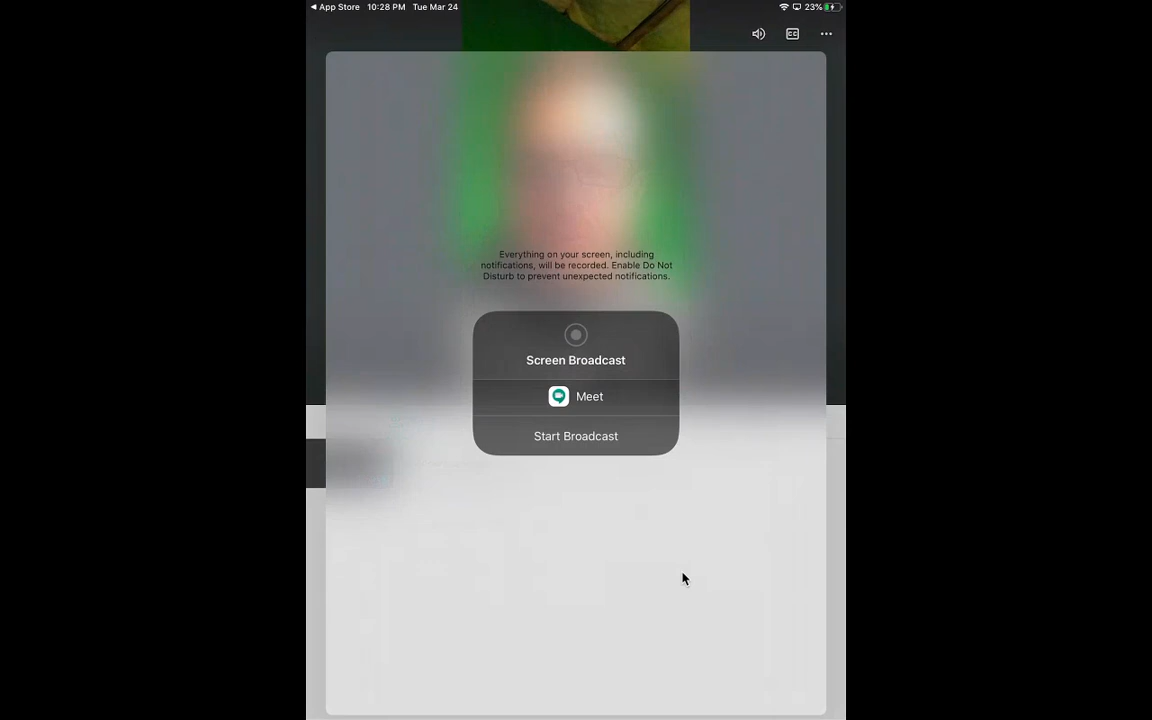 ◀ App Store 10:28 PM Tue Mar 24 23%
CC
Everything on your screen, including
notifications, will be recorded. Enable Do Not
Disturb to prevent unexpected notifications.
Screen Broadcast
Meet
Start Broadcast